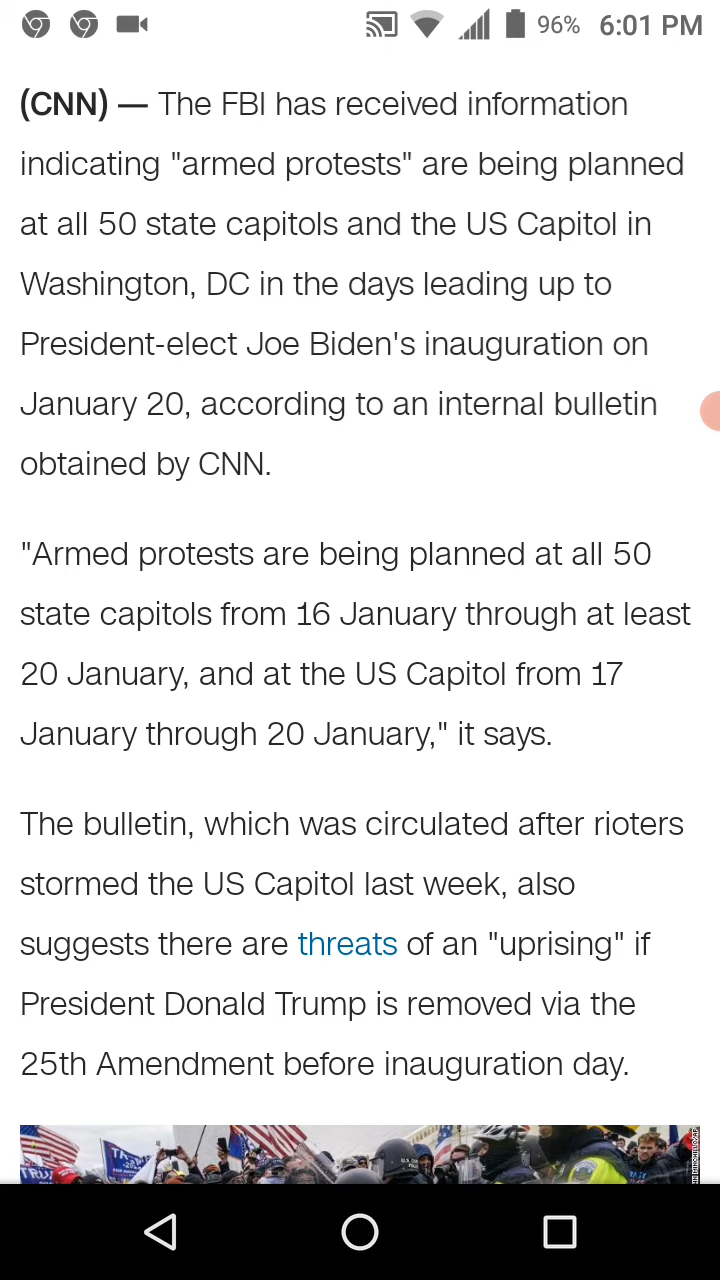 96% 6:01 PM
(CNN) — The FBI has received information
indicating "armed protests" are being planned
at all 50 state capitols and the US Capitol in
Washington, DC in the days leading up to
President-elect Joe Biden's inauguration on
January 20, according to an internal bulletin
obtained by CNN.
"Armed protests are being planned at all 50
state capitols from 16 January through at least
20 January, and at the US Capitol from 17
January through 20 January," it says.
The bulletin, which was circulated after rioters
stormed the US Capitol last week, also
suggests there are threats of an "uprising" if
President Donald Trump is removed via the
25th Amendment before inauguration day.